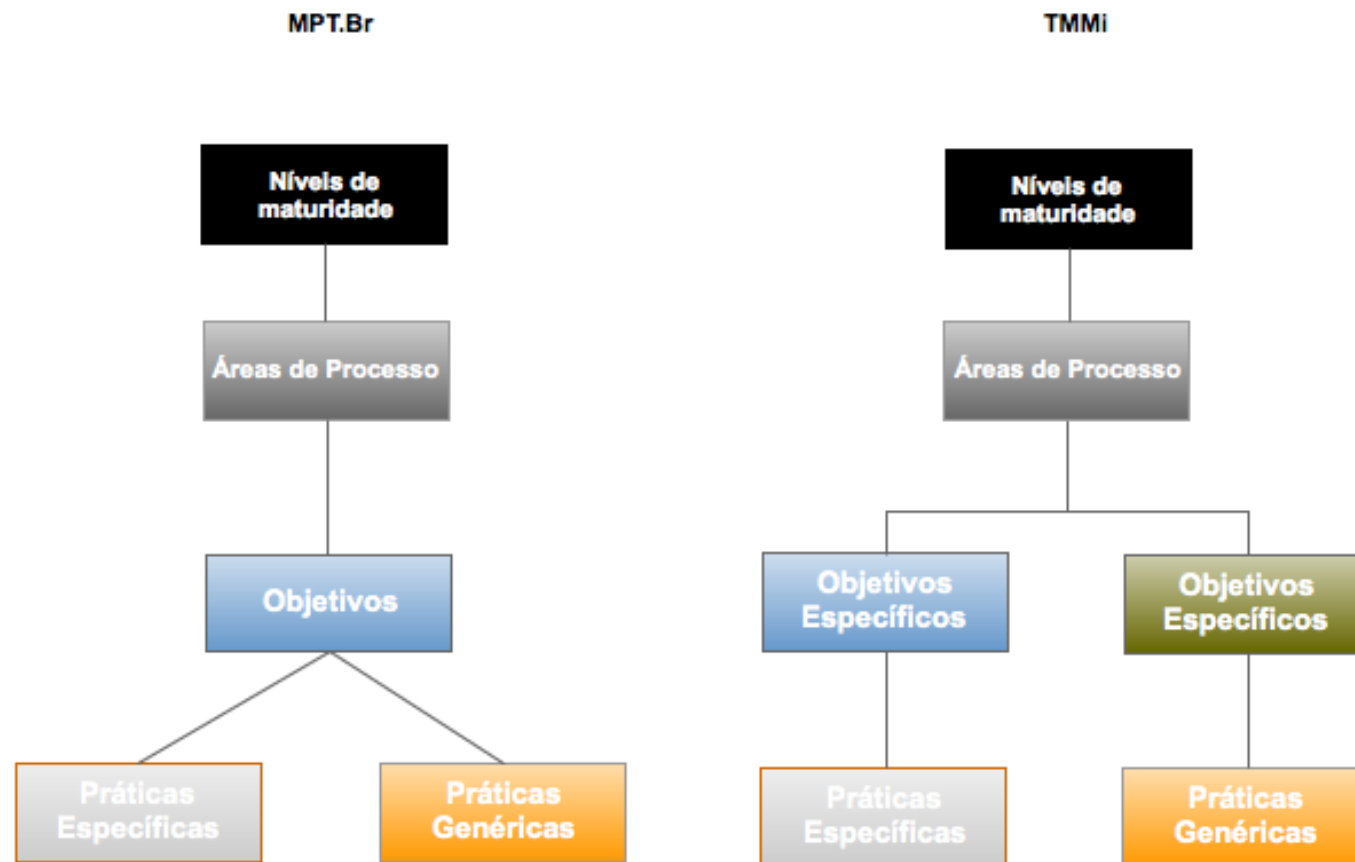 MPT.Br
Níveis de
maturidade
Áreas de Processo
Objetivos
Práticas
Específicas
Práticas
Genéricas
TMMi
Níveis de
maturidade
Áreas de Processo
Objetivos
Específicos
Objetivos
Específicos
Práticas
Específicas
Práticas
Genéricas